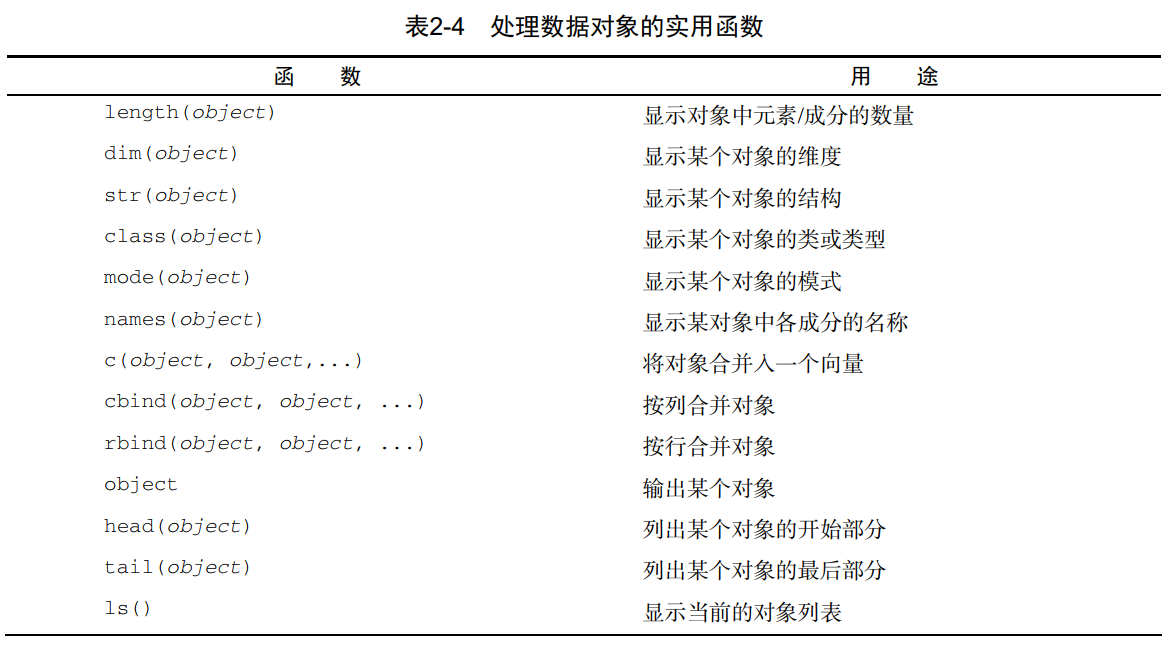 表2-4 处理数据对象的实用函数
函 数 用 途
length(object) 显示对象中元素/成分的数量
dim(object) 显示某个对象的维度
str(object) 显示某个对象的结构
class(object) 显示某个对象的类或类型
mode(object) 显示某个对象的模式
names(object) 显示某对象中各成分的名称
c(object, object,...) 将对象合并入一个向量
cbind(object, object, ...) 按列合并对象
rbind(object, object, ...) 按行合并对象
object 输出某个对象
head(object) 列出某个对象的开始部分
tail(object) 列出某个对象的最后部分
ls() 显示当前的对象列表